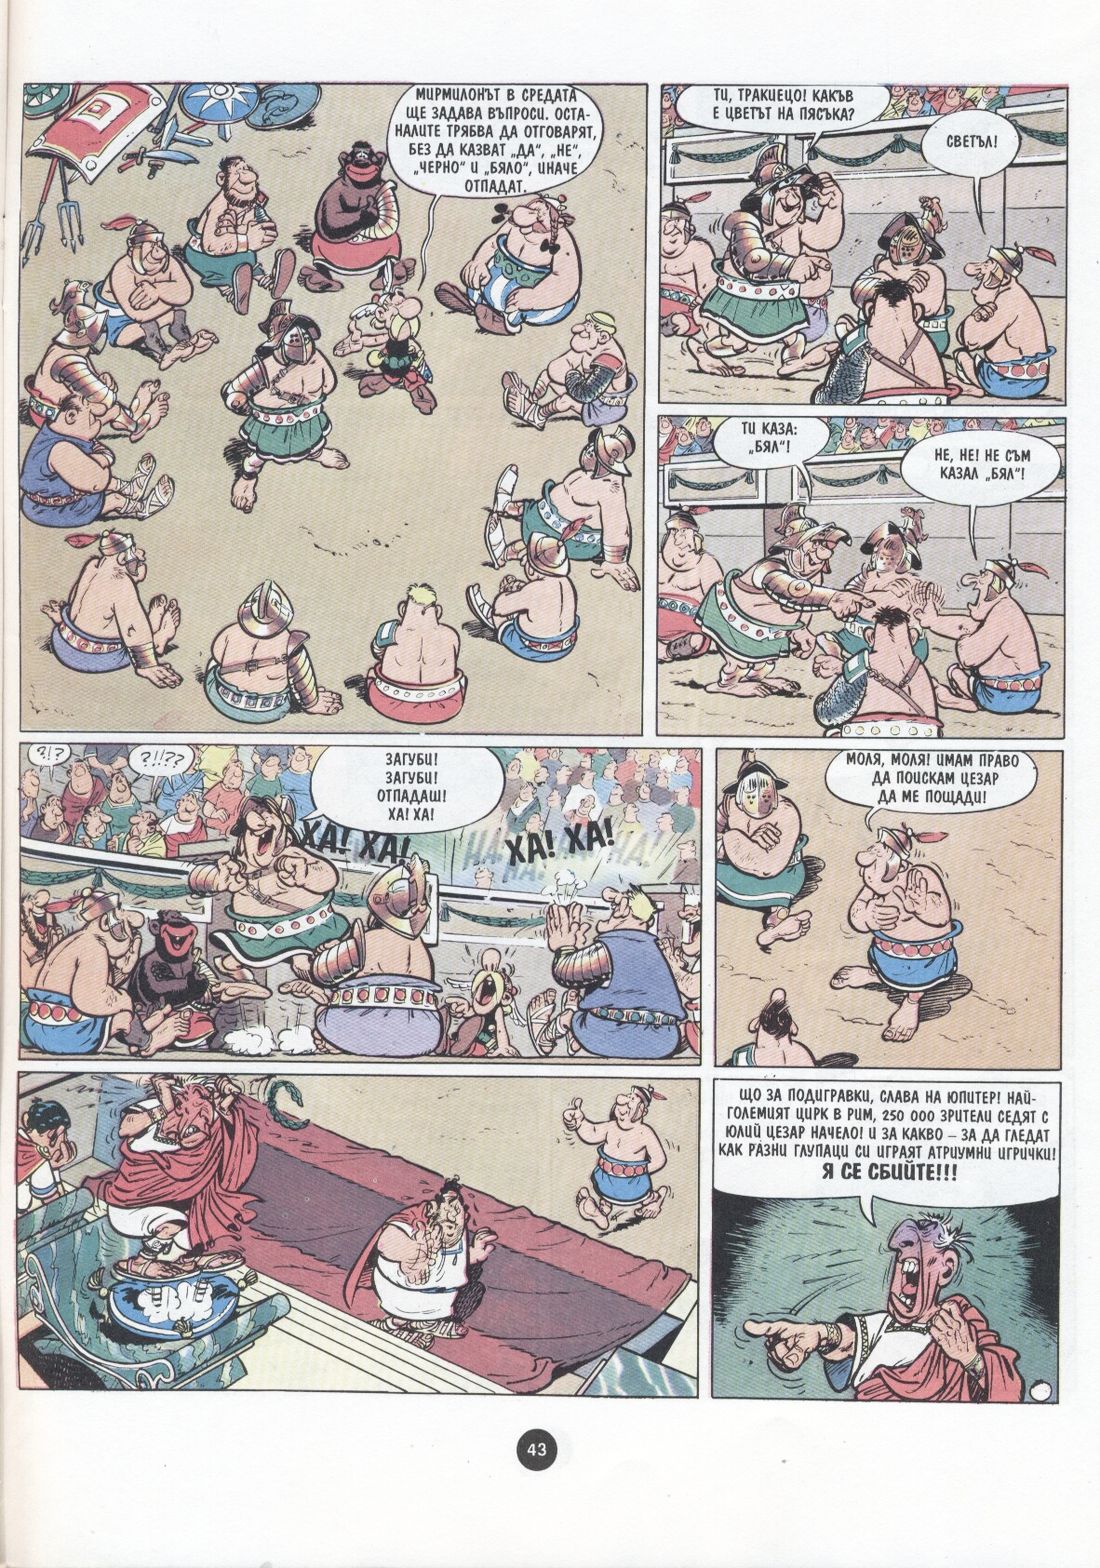 МИРМИЛОНЪТ В СРЕДАТА
ЩЕ ЗАДАВА ВЪПРОСИ, ОСТА-
НАЛИТЕ ТРЯБВА ДА ОТГОВАРЯТ,
БЕЗ ДА КАЗВАТ „ДА“, „НЕ“,
„ЧЕРНО“ И „БЯЛО“, ИНАЧЕ
ОТПАДАТ.
ТИ, ТРАКИЕЦО! КАКЪВ
Е ЦВЕТЪТ НА ПЯСЪКА?
СВЕТЪЛ!
ТИ КАЗА:
„БЯЛ“!
НЕ, НЕ! НЕ СЪМ
КАЗАЛ „БЯЛ“!
?!?
?!!??
ЗАГУБИ!
ЗАГУБИ!
ОТПАДАШ!
ХА! ХА!
ХА! ХА!
ХА! ХА!
МОЛЯ, МОЛЯ! ИМАМ ПРАВО
ДА ПОИСКАМ ЦЕЗАР
ДА МЕ ПОЩАДИ!
ЩО ЗА ПОДИГРАВКИ, СЛАВА НА ЮПИТЕР! НАЙ-
ГОЛЕМИЯТ ЦИРК В РИМ, 250 000 ЗРИТЕЛИ СЕДЯТ С
ЮЛИЙ ЦЕЗАР НАЧЕЛО! И ЗА КАКВО – ЗА ДА ГЛЕДАТ
КАК РАЗНИ ГЛУПАЦИ СИ ИГРАЯТ АТРИУМНИ ИГРИЧКИ!
Я СЕ СБИЙТЕ!!!
43